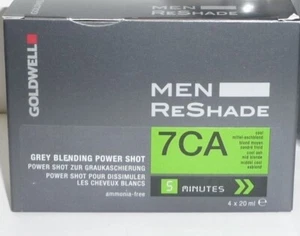 GOLDWELL
MEN
RESHADE
7CA
GREY BLENDING POWER SHOT
POWER SHOT ZUR GRAUKASCHIERUNG
POWER SHOT POUR DISSIMULER
LES CHEVEUX BLANCS
ammonia-free
5 MINUTES
4 x 20 ml e